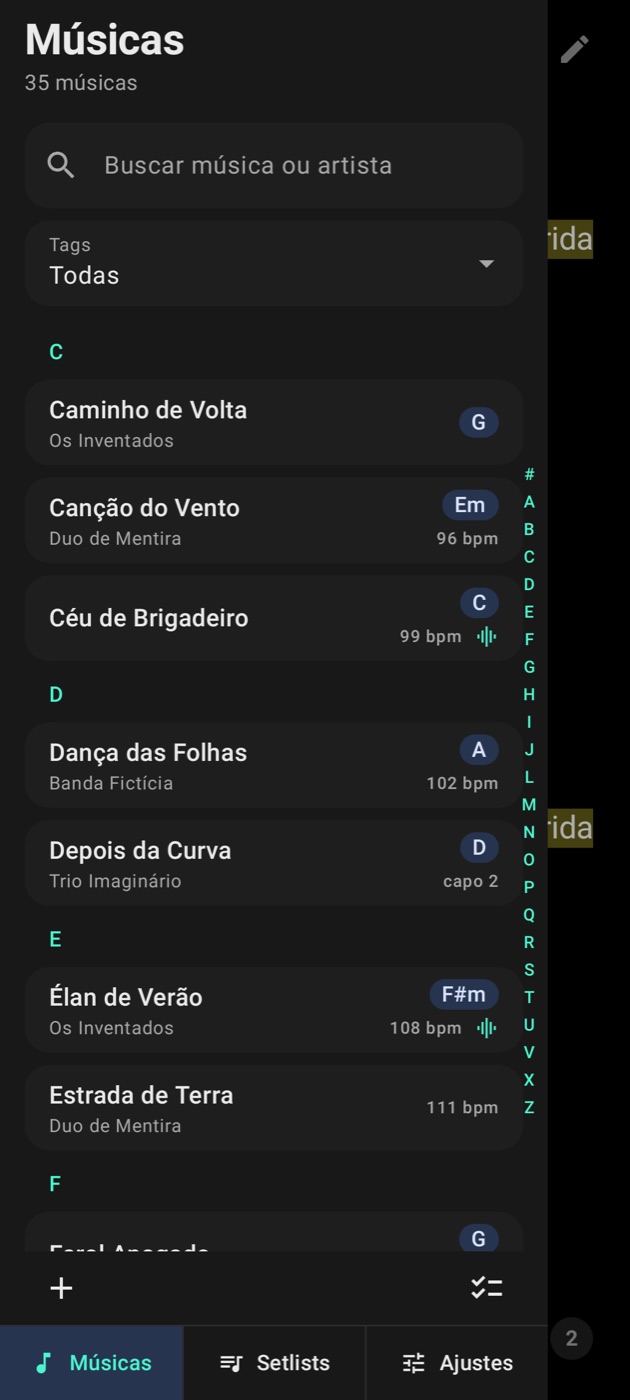 Músicas
35 músicas
Buscar música ou artista
Tags
Todas
C
Caminho de Volta
Os Inventados
G
Canção do Vento
Duo de Mentira
Em
96 bpm
Céu de Brigadeiro
C
99 bpm
D
Dança das Folhas
Banda Fictícia
A
102 bpm
Depois da Curva
Trio Imaginário
D
capo 2
E
Élan de Verão
Os Inventados
F#m
108 bpm
Estrada de Terra
Duo de Mentira
111 bpm
F
G
#
A
B
C
D
E
F
G
H
I
J
L
M
N
O
P
Q
R
S
T
U
V
X
Z
rida
rida
2
Músicas
Setlists
Ajustes